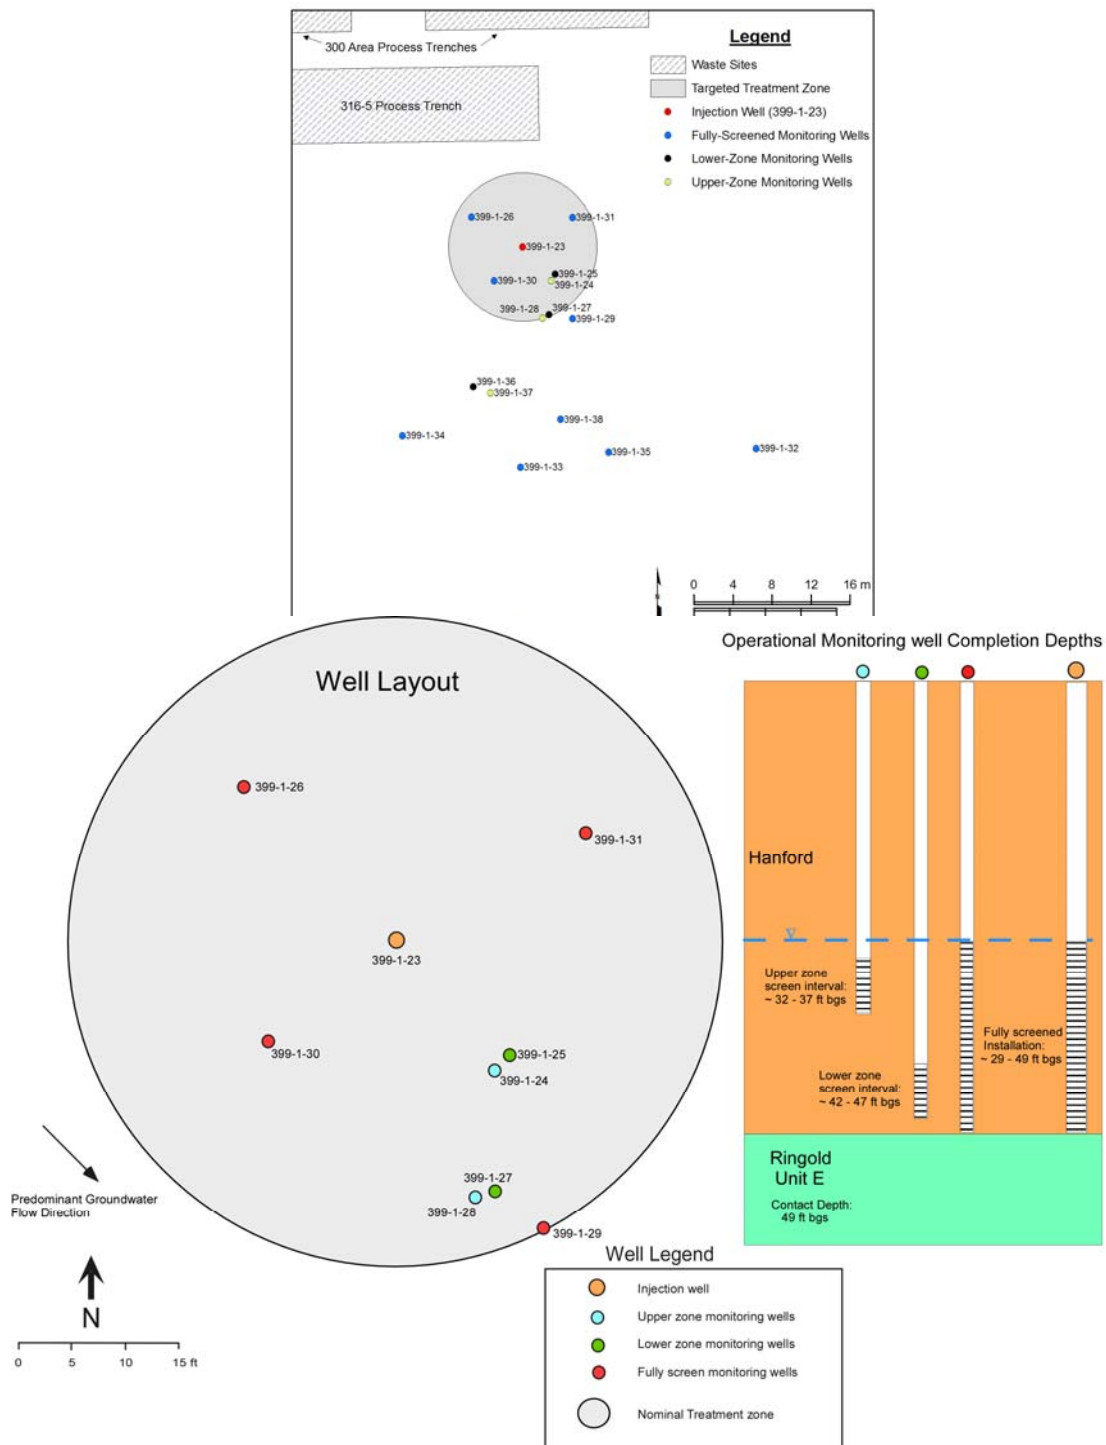 Legend
300 Area Process Trenches
316-5 Process Trench
Waste Sites
Targeted Treatment Zone
Injection Well (399-1-23)
Fully-Screened Monitoring Wells
Lower-Zone Monitoring Wells
Upper-Zone Monitoring Wells
399-1-26
399-1-31
399-1-23
399-1-25
399-1-30
399-1-24
399-1-28
399-1-27
399-1-29
399-1-36
399-1-37
399-1-38
399-1-34
399-1-35
399-1-32
399-1-33
N
0 4 8 12 16 m
Well Layout
399-1-26
399-1-31
399-1-23
399-1-30
399-1-25
399-1-24
399-1-27
399-1-28
399-1-29
Predominant Groundwater
Flow Direction
N
0 5 10 15 ft
Operational Monitoring well Completion Depths
Hanford
Upper zone
screen interval:
~ 32 - 37 ft bgs
Fully screened
Installation:
~ 29 - 49 ft bgs
Lower zone
screen interval:
~ 42 - 47 ft bgs
Ringold
Unit E
Contact Depth:
49 ft bgs
Well Legend
Injection well
Upper zone monitoring wells
Lower zone monitoring wells
Fully screen monitoring wells
Nominal Treatment zone